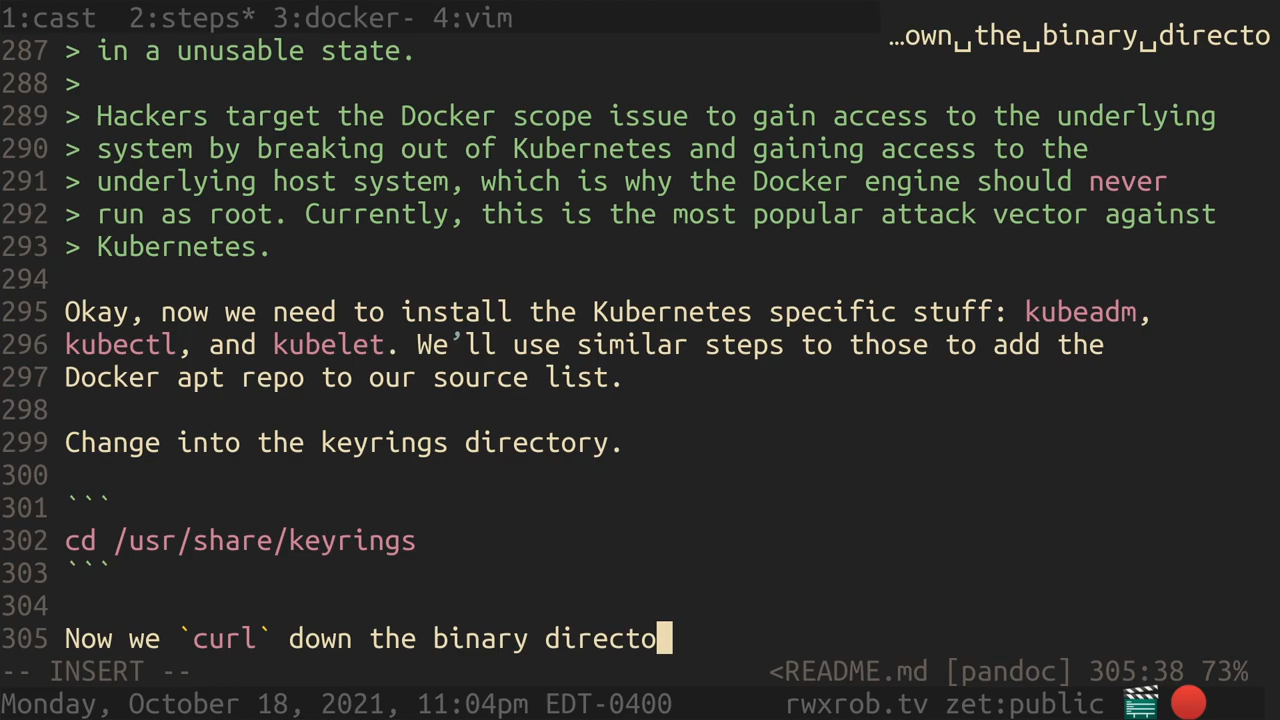 1:cast  2:steps* 3:docker- 4:vim
…own␣the␣binary␣directo
287 > in a unusable state.
288 >
289 > Hackers target the Docker scope issue to gain access to the underlying
290 > system by breaking out of Kubernetes and gaining access to the
291 > underlying host system, which is why the Docker engine should never
292 > run as root. Currently, this is the most popular attack vector against
293 > Kubernetes.
294
295 Okay, now we need to install the Kubernetes specific stuff: kubeadm,
296 kubectl, and kubelet. We’ll use similar steps to those to add the
297 Docker apt repo to our source list.
298
299 Change into the keyrings directory.
300
301 ```
302 cd /usr/share/keyrings
303 ```
304
305 Now we `curl` down the binary directo
-- INSERT -- <README.md [pandoc] 305:38 73%
Monday, October 18, 2021, 11:04pm EDT-0400 rwxrob.tv zet:public 🎬 🔴